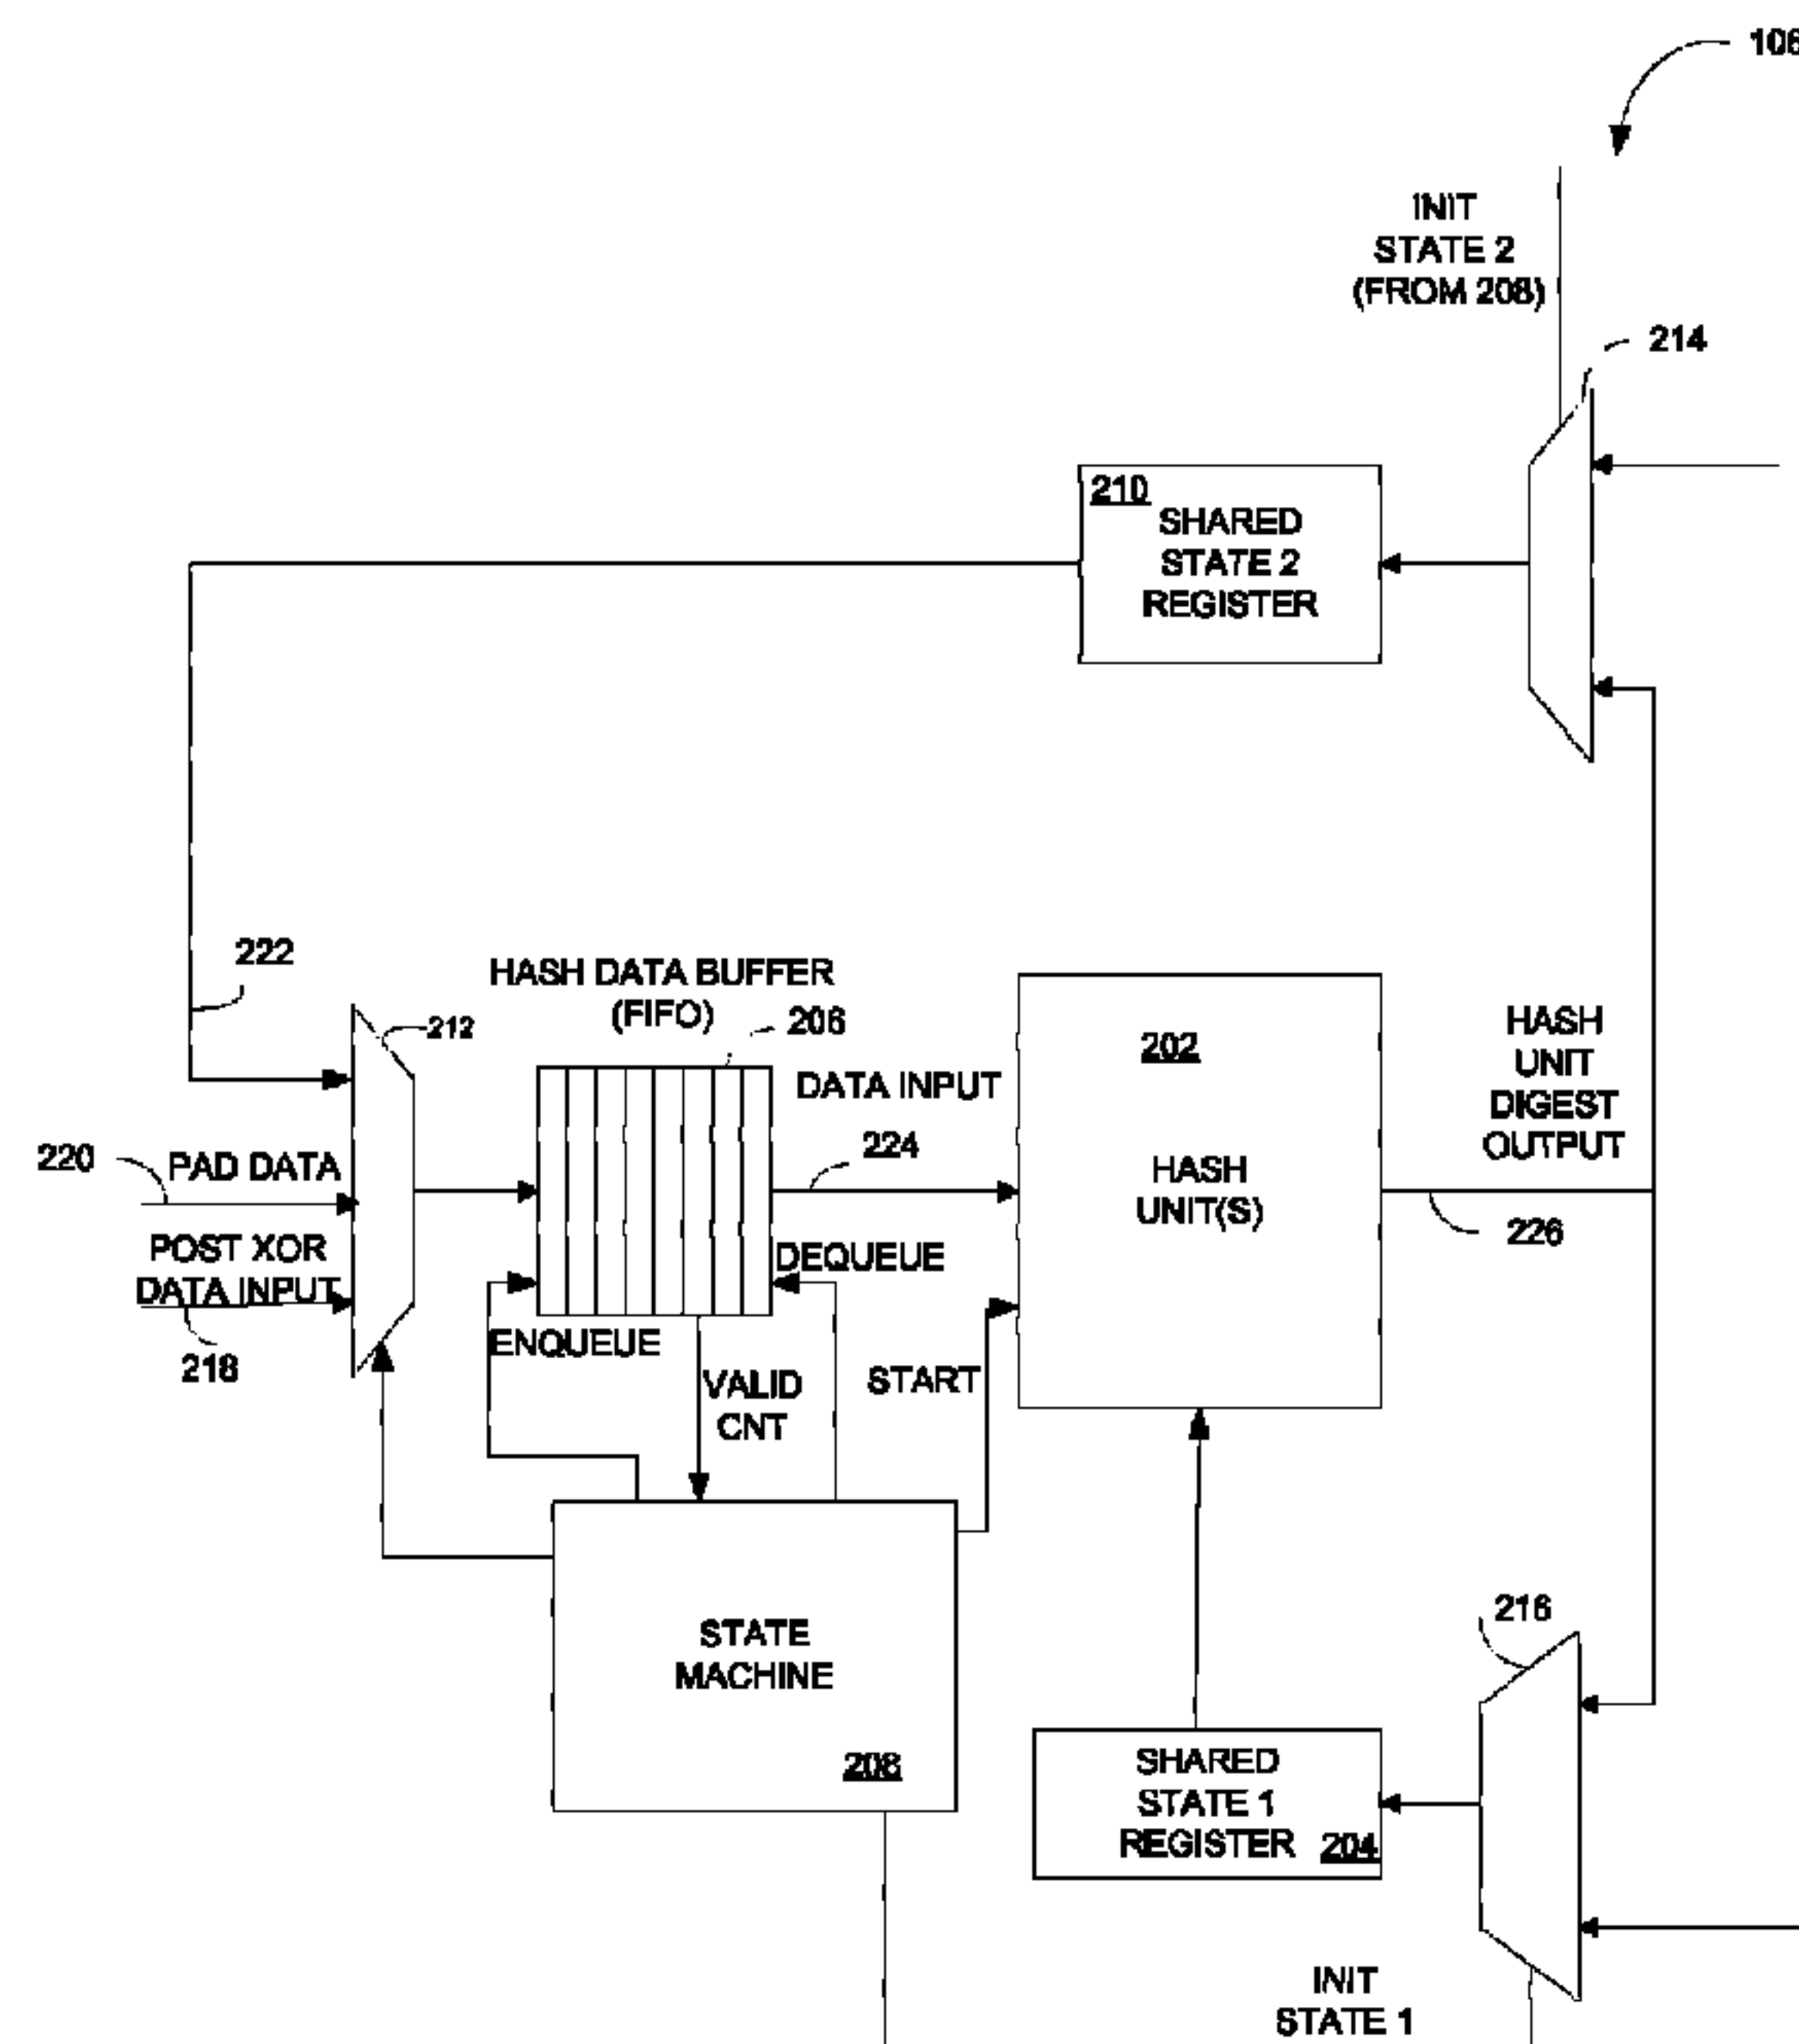 106
INIT
STATE 2
(FROM 208)
214
210
SHARED
STATE 2
REGISTER
222
212
HASH DATA BUFFER
(FIFO)
206
202
HASH
UNIT(S)
DATA INPUT
224
HASH
UNIT
DIGEST
OUTPUT
226
220
PAD DATA
POST XOR
DATA INPUT
218
DEQUEUE
ENQUEUE
VALID
CNT
START
STATE
MACHINE
208
216
SHARED
STATE 1
REGISTER 204
INIT
STATE 1